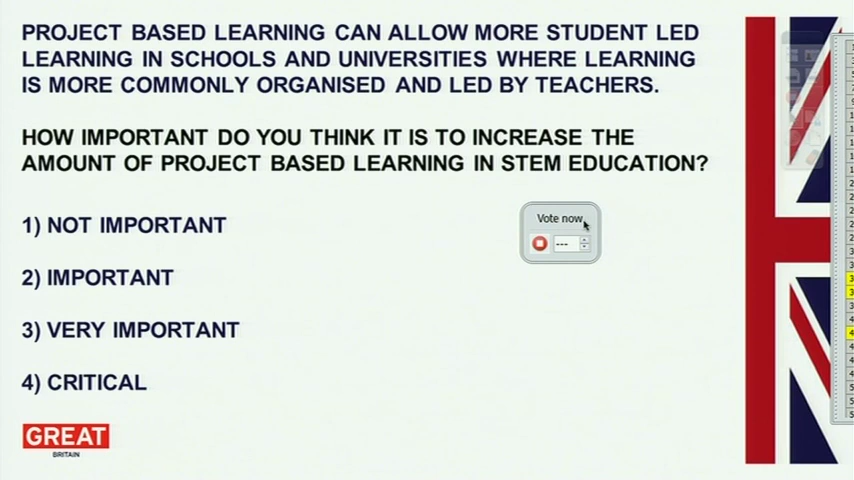 PROJECT BASED LEARNING CAN ALLOW MORE STUDENT LED
LEARNING IN SCHOOLS AND UNIVERSITIES WHERE LEARNING
IS MORE COMMONLY ORGANISED AND LED BY TEACHERS.
HOW IMPORTANT DO YOU THINK IT IS TO INCREASE THE
AMOUNT OF PROJECT BASED LEARNING IN STEM EDUCATION?
1) NOT IMPORTANT
Vote now
---
2) IMPORTANT
3) VERY IMPORTANT
4) CRITICAL
GREAT
BRITAIN